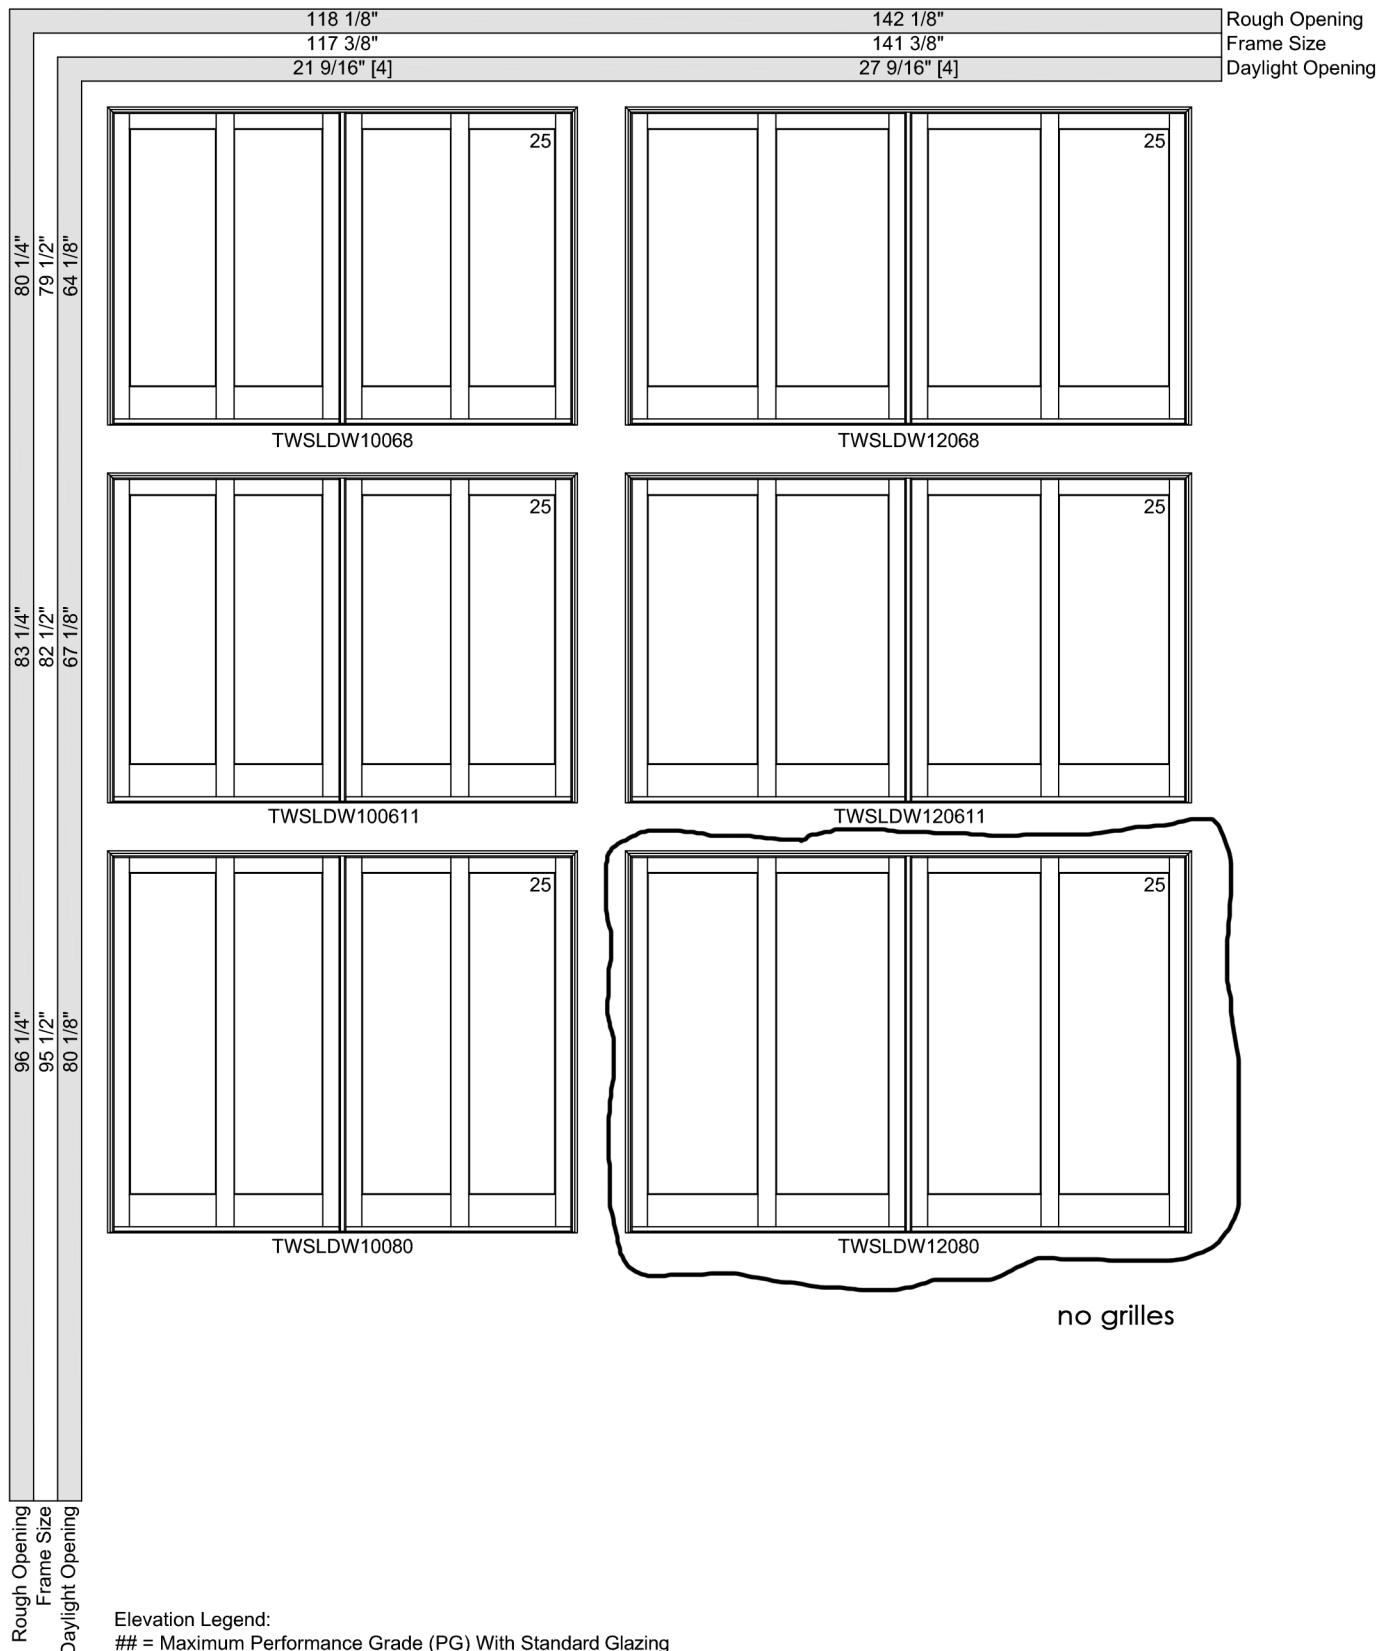 118 1/8" 142 1/8" Rough Opening
117 3/8" 141 3/8" Frame Size
21 9/16" [4] 27 9/16" [4] Daylight Opening
80 1/4"
79 1/2"
64 1/8"
25 25
TWSLDW10068 TWSLDW12068
83 1/4"
82 1/2"
67 1/8"
25 25
TWSLDW100611 TWSLDW120611
96 1/4"
95 1/2"
80 1/8"
25 25
TWSLDW10080 TWSLDW12080
no grilles
Rough Opening
Frame Size
Daylight Opening
Elevation Legend:
## = Maximum Performance Grade (PG) With Standard Glazing